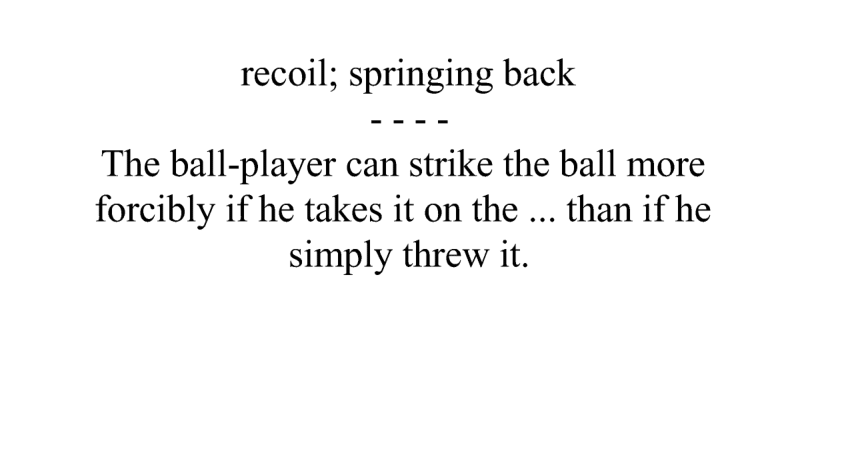 recoil; springing back
- - - -
The ball-player can strike the ball more
forcibly if he takes it on the ... than if he
simply threw it.